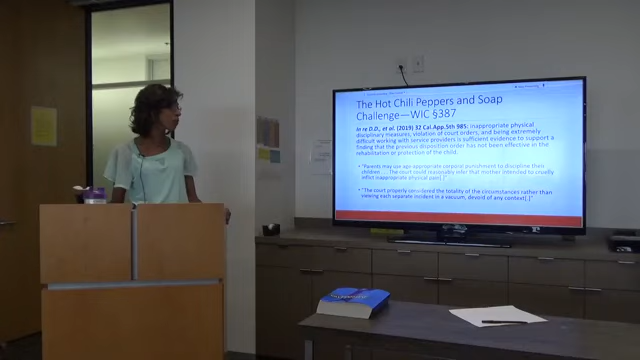 The Hot Chili Peppers and Soap
Challenge—WIC §387
In re D.D., et al. (2019) 32 Cal.App.5th 985: inappropriate physical
disciplinary measures, violation of court orders, and being extremely
difficult working with service providers is sufficient evidence to support a
finding that the previous disposition order has not been effective in the
rehabilitation or protection of the child.
"Parents may use age appropriate corporal punishment to discipline their
children . . . . The court could reasonably infer that mother intended to cruelly
inflict inappropriate physical pain[.]"
"The court properly considered the totality of the circumstances rather than
viewing each separate incident in a vacuum, devoid of any context[.]"